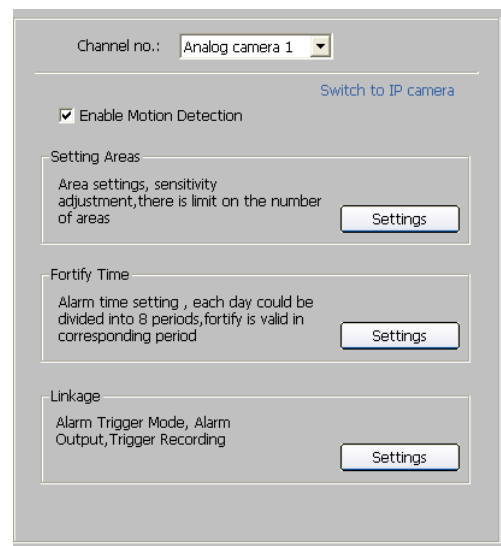 Channel no.: Analog camera 1
Switch to IP camera
Enable Motion Detection
Setting Areas
Area settings, sensitivity
adjustment,there is limit on the number
of areas
Settings
Fortify Time
Alarm time setting , each day could be
divided into 8 periods,fortify is valid in
corresponding period
Settings
Linkage
Alarm Trigger Mode, Alarm
Output,Trigger Recording
Settings